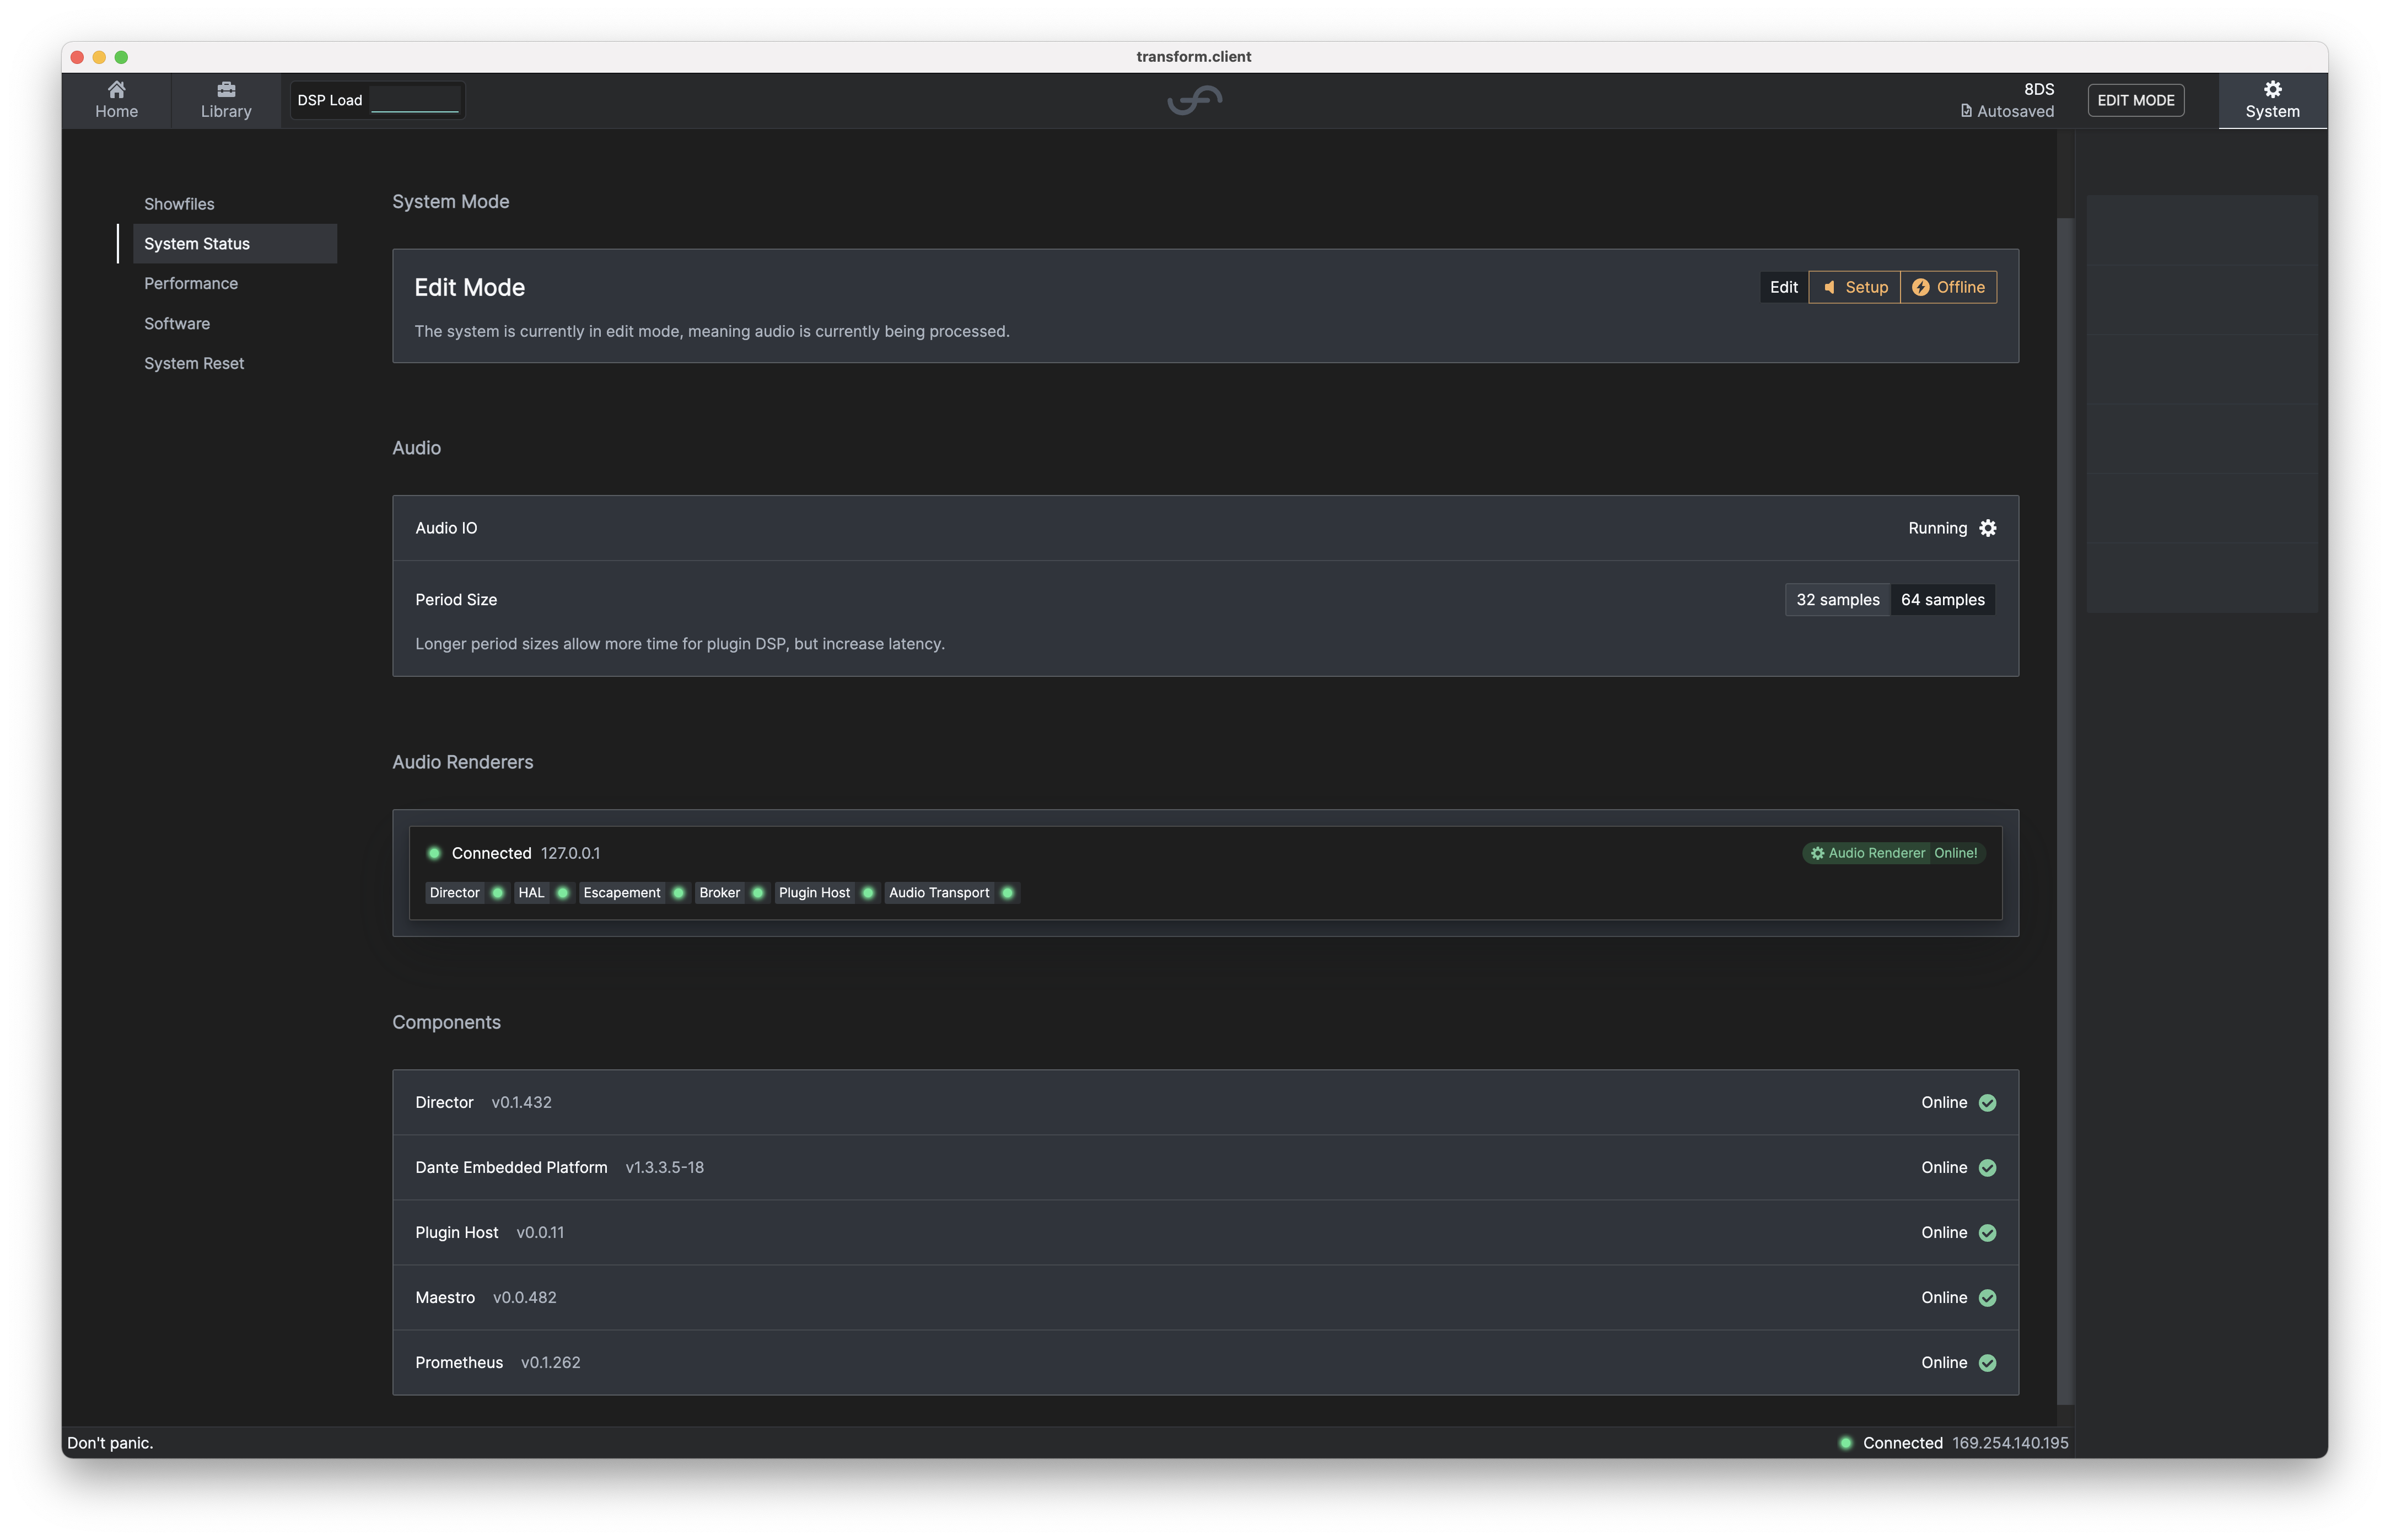 transform.client
Home
Library
DSP Load
8DS
Autosaved
EDIT MODE
System
Showfiles
System Status
Performance
Software
System Reset
System Mode
Edit Mode
Edit Setup Offline
The system is currently in edit mode, meaning audio is currently being processed.
Audio
Audio IO Running
Period Size 32 samples 64 samples
Longer period sizes allow more time for plugin DSP, but increase latency.
Audio Renderers
Connected 127.0.0.1 Audio Renderer Online!
Director HAL Escapement Broker Plugin Host Audio Transport
Components
Director v0.1.432 Online
Dante Embedded Platform v1.3.3.5-18 Online
Plugin Host v0.0.11 Online
Maestro v0.0.482 Online
Prometheus v0.1.262 Online
Don't panic. Connected 169.254.140.195